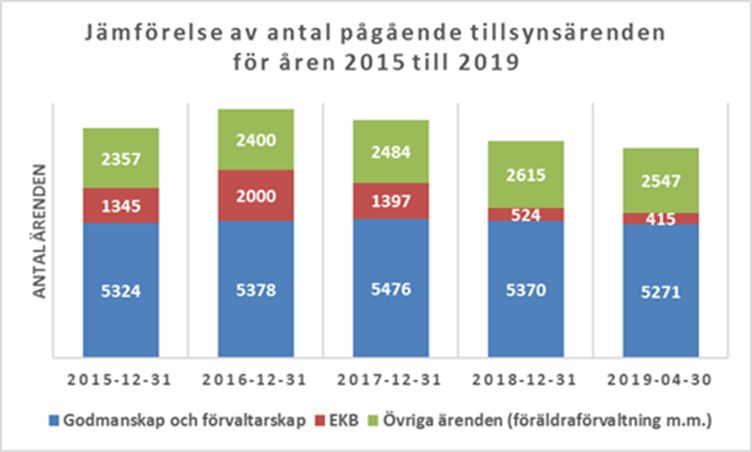 Jämförelse av antal pågående tillsynsärenden
för åren 2015 till 2019
ANTAL ÄRENDEN
2357 2400 2484 2615 2547
1345 2000 1397 524 415
5324 5378 5476 5370 5271
2015-12-31 2016-12-31 2017-12-31 2018-12-31 2019-04-30
Godmanskap och förvaltarskap EKB Övriga ärenden (föräldraförvaltning m.m.)